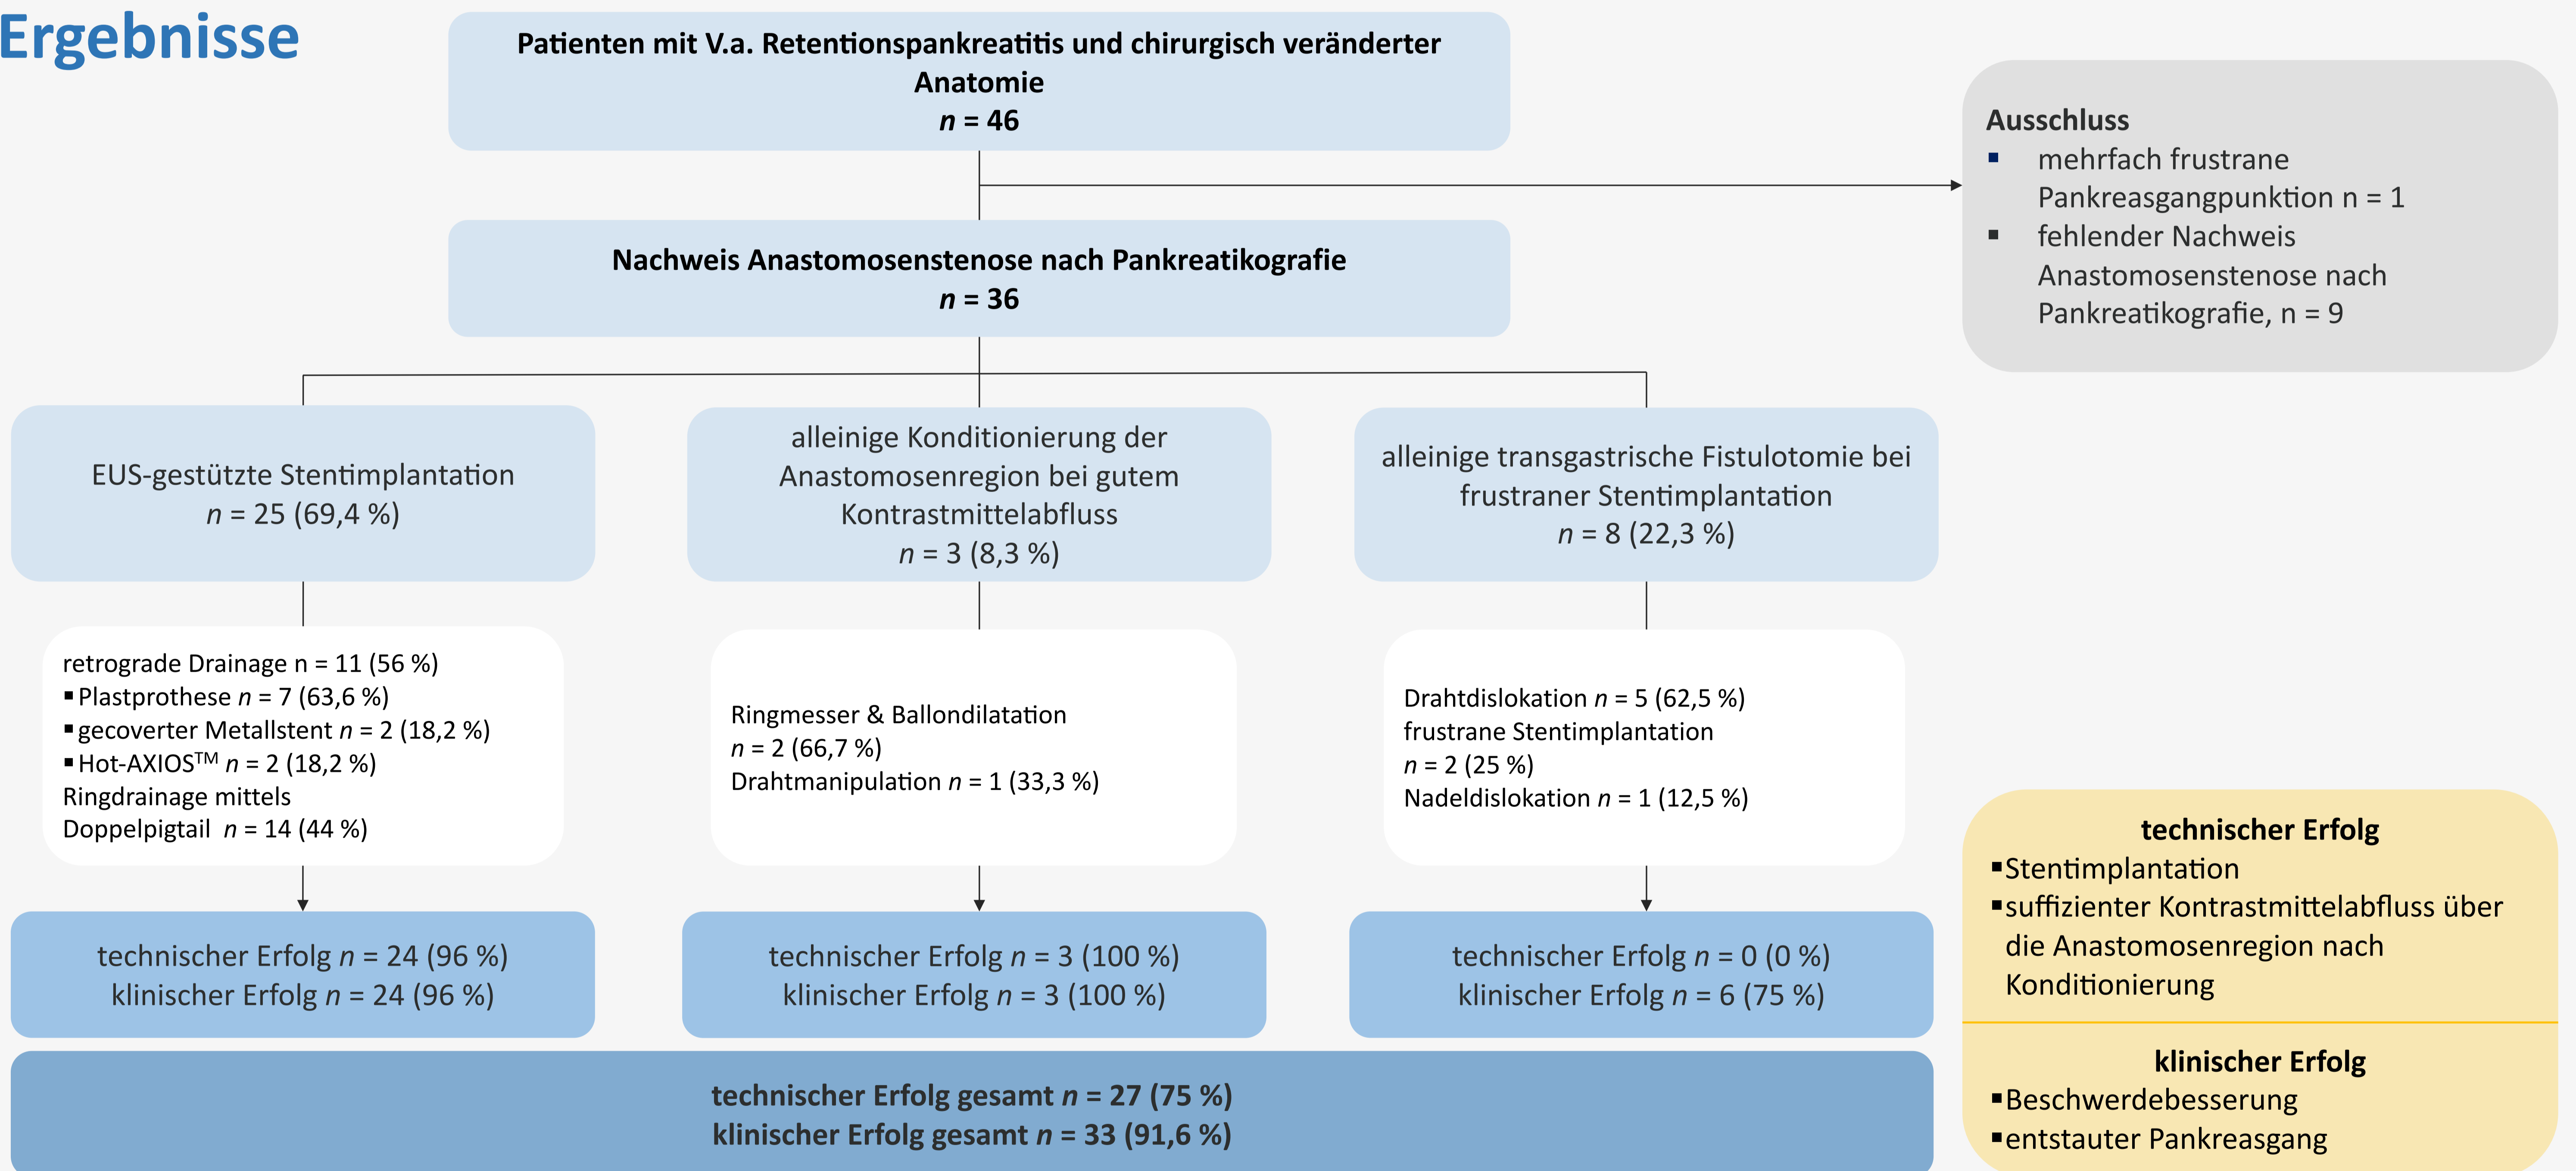 Ergebnisse
Patienten mit V.a. Retentionspankreatitis und chirurgisch veränderter
Anatomie
n = 46
Ausschluss
▪ mehrfach frustrane
Pankreasgangpunktion n = 1
▪ fehlender Nachweis
Anastomosenstenose nach
Pankreatikografie, n = 9
Nachweis Anastomosenstenose nach Pankreatikografie
n = 36
EUS-gestützte Stentimplantation
n = 25 (69,4 %)
alleinige Konditionierung der
Anastomosenregion bei gutem
Kontrastmittelabfluss
n = 3 (8,3 %)
alleinige transgastrische Fistulotomie bei
frustraner Stentimplantation
n = 8 (22,3 %)
retrograde Drainage n = 11 (56 %)
▪ Plastprothese n = 7 (63,6 %)
▪ gecoverter Metallstent n = 2 (18,2 %)
▪ Hot-AXIOS™ n = 2 (18,2 %)
Ringdrainage mittels
Doppelpigtail n = 14 (44 %)
Ringmesser & Ballondilatation
n = 2 (66,7 %)
Drahtmanipulation n = 1 (33,3 %)
Drahtdislokation n = 5 (62,5 %)
frustrane Stentimplantation
n = 2 (25 %)
Nadeldislokation n = 1 (12,5 %)
technischer Erfolg n = 24 (96 %)
klinischer Erfolg n = 24 (96 %)
technischer Erfolg n = 3 (100 %)
klinischer Erfolg n = 3 (100 %)
technischer Erfolg n = 0 (0 %)
klinischer Erfolg n = 6 (75 %)
technischer Erfolg gesamt n = 27 (75 %)
klinischer Erfolg gesamt n = 33 (91,6 %)
technischer Erfolg
▪ Stentimplantation
▪ suffizienter Kontrastmittelabfluss über
die Anastomosenregion nach
Konditionierung
klinischer Erfolg
▪ Beschwerdebesserung
▪ entstauter Pankreasgang